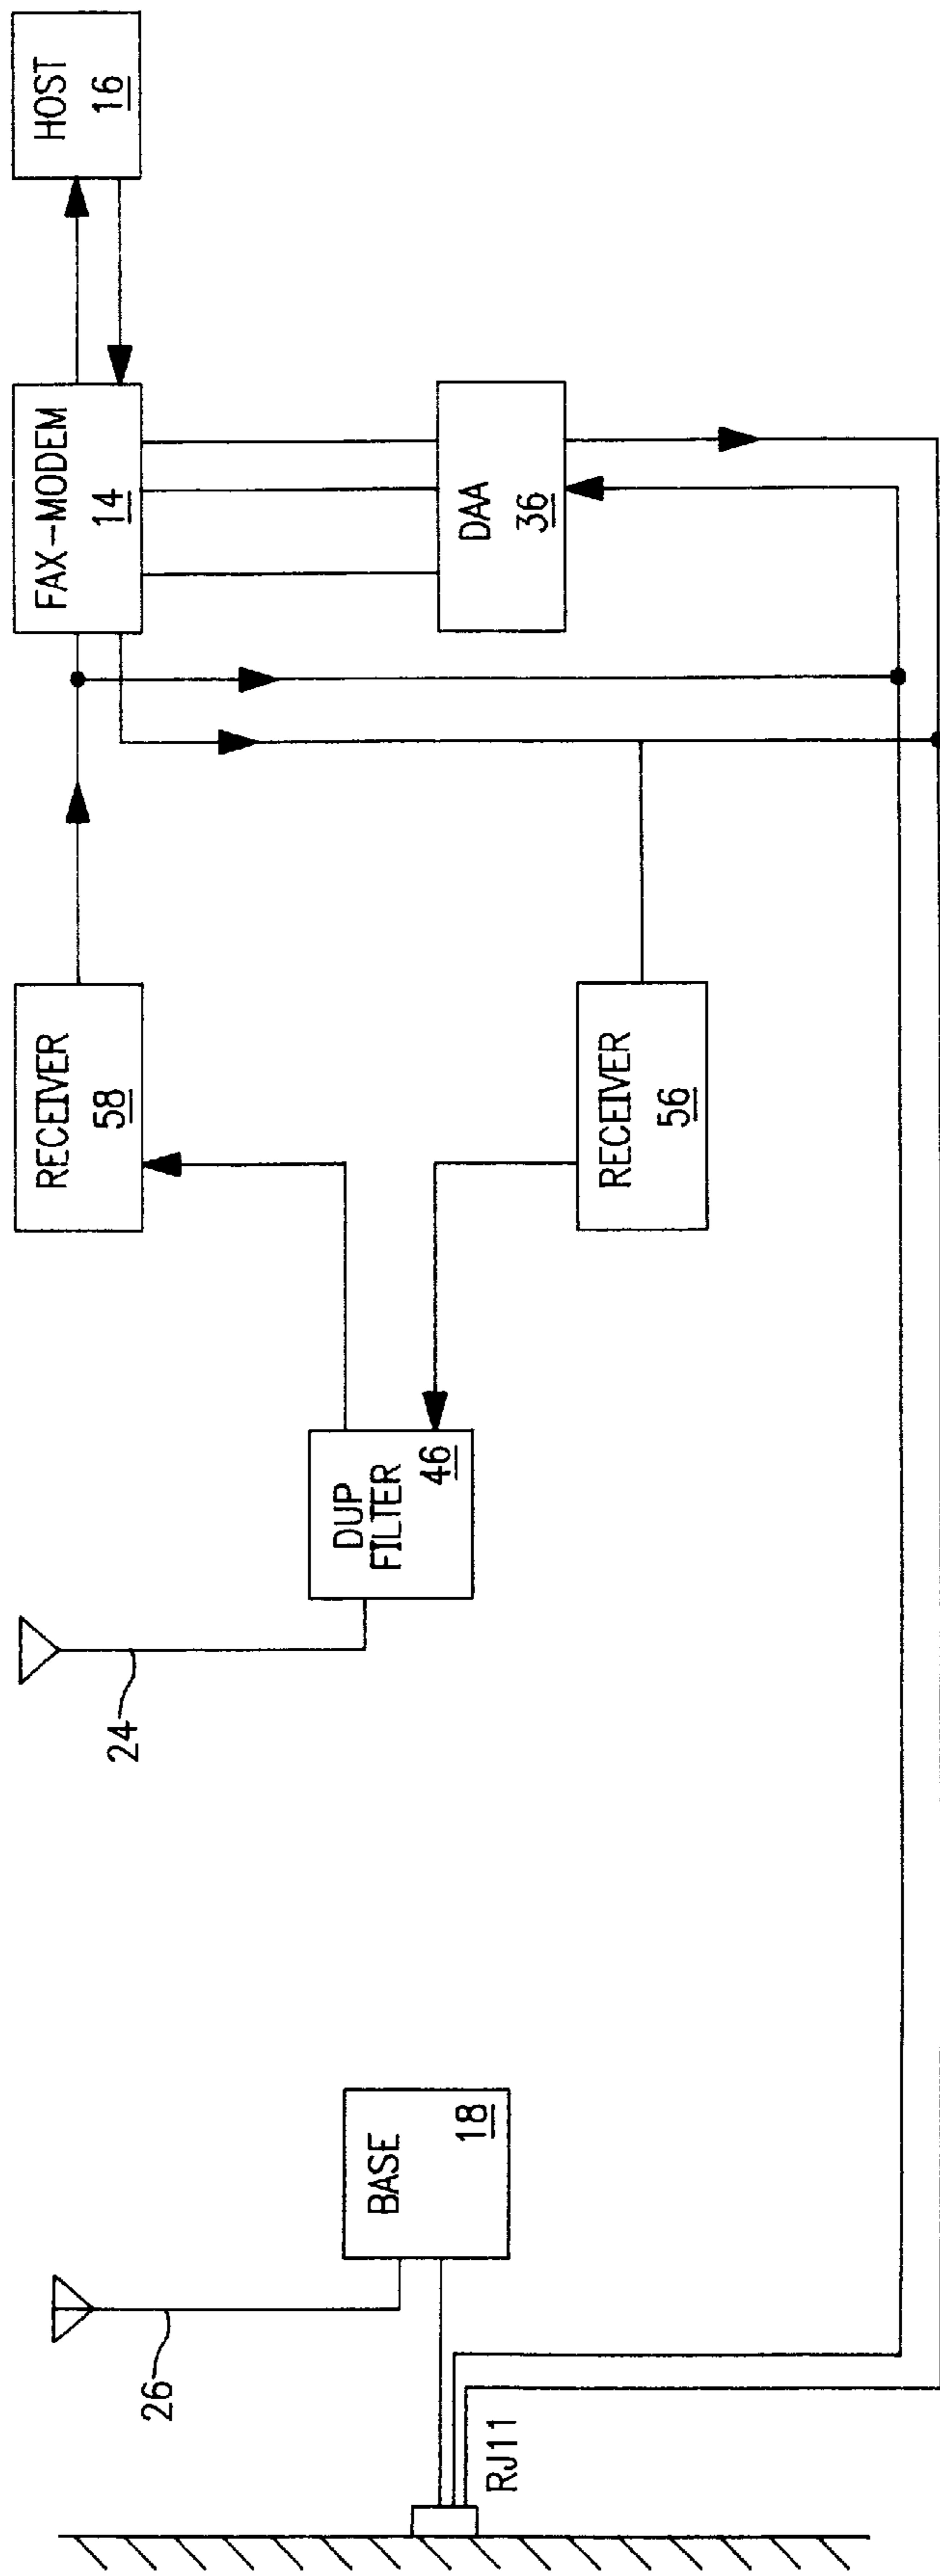 HOST
16
FAX-MODEM
14
DAA
36
RECEIVER
58
RECEIVER
56
DUP
FILTER
46
24
BASE
18
26
RJ11